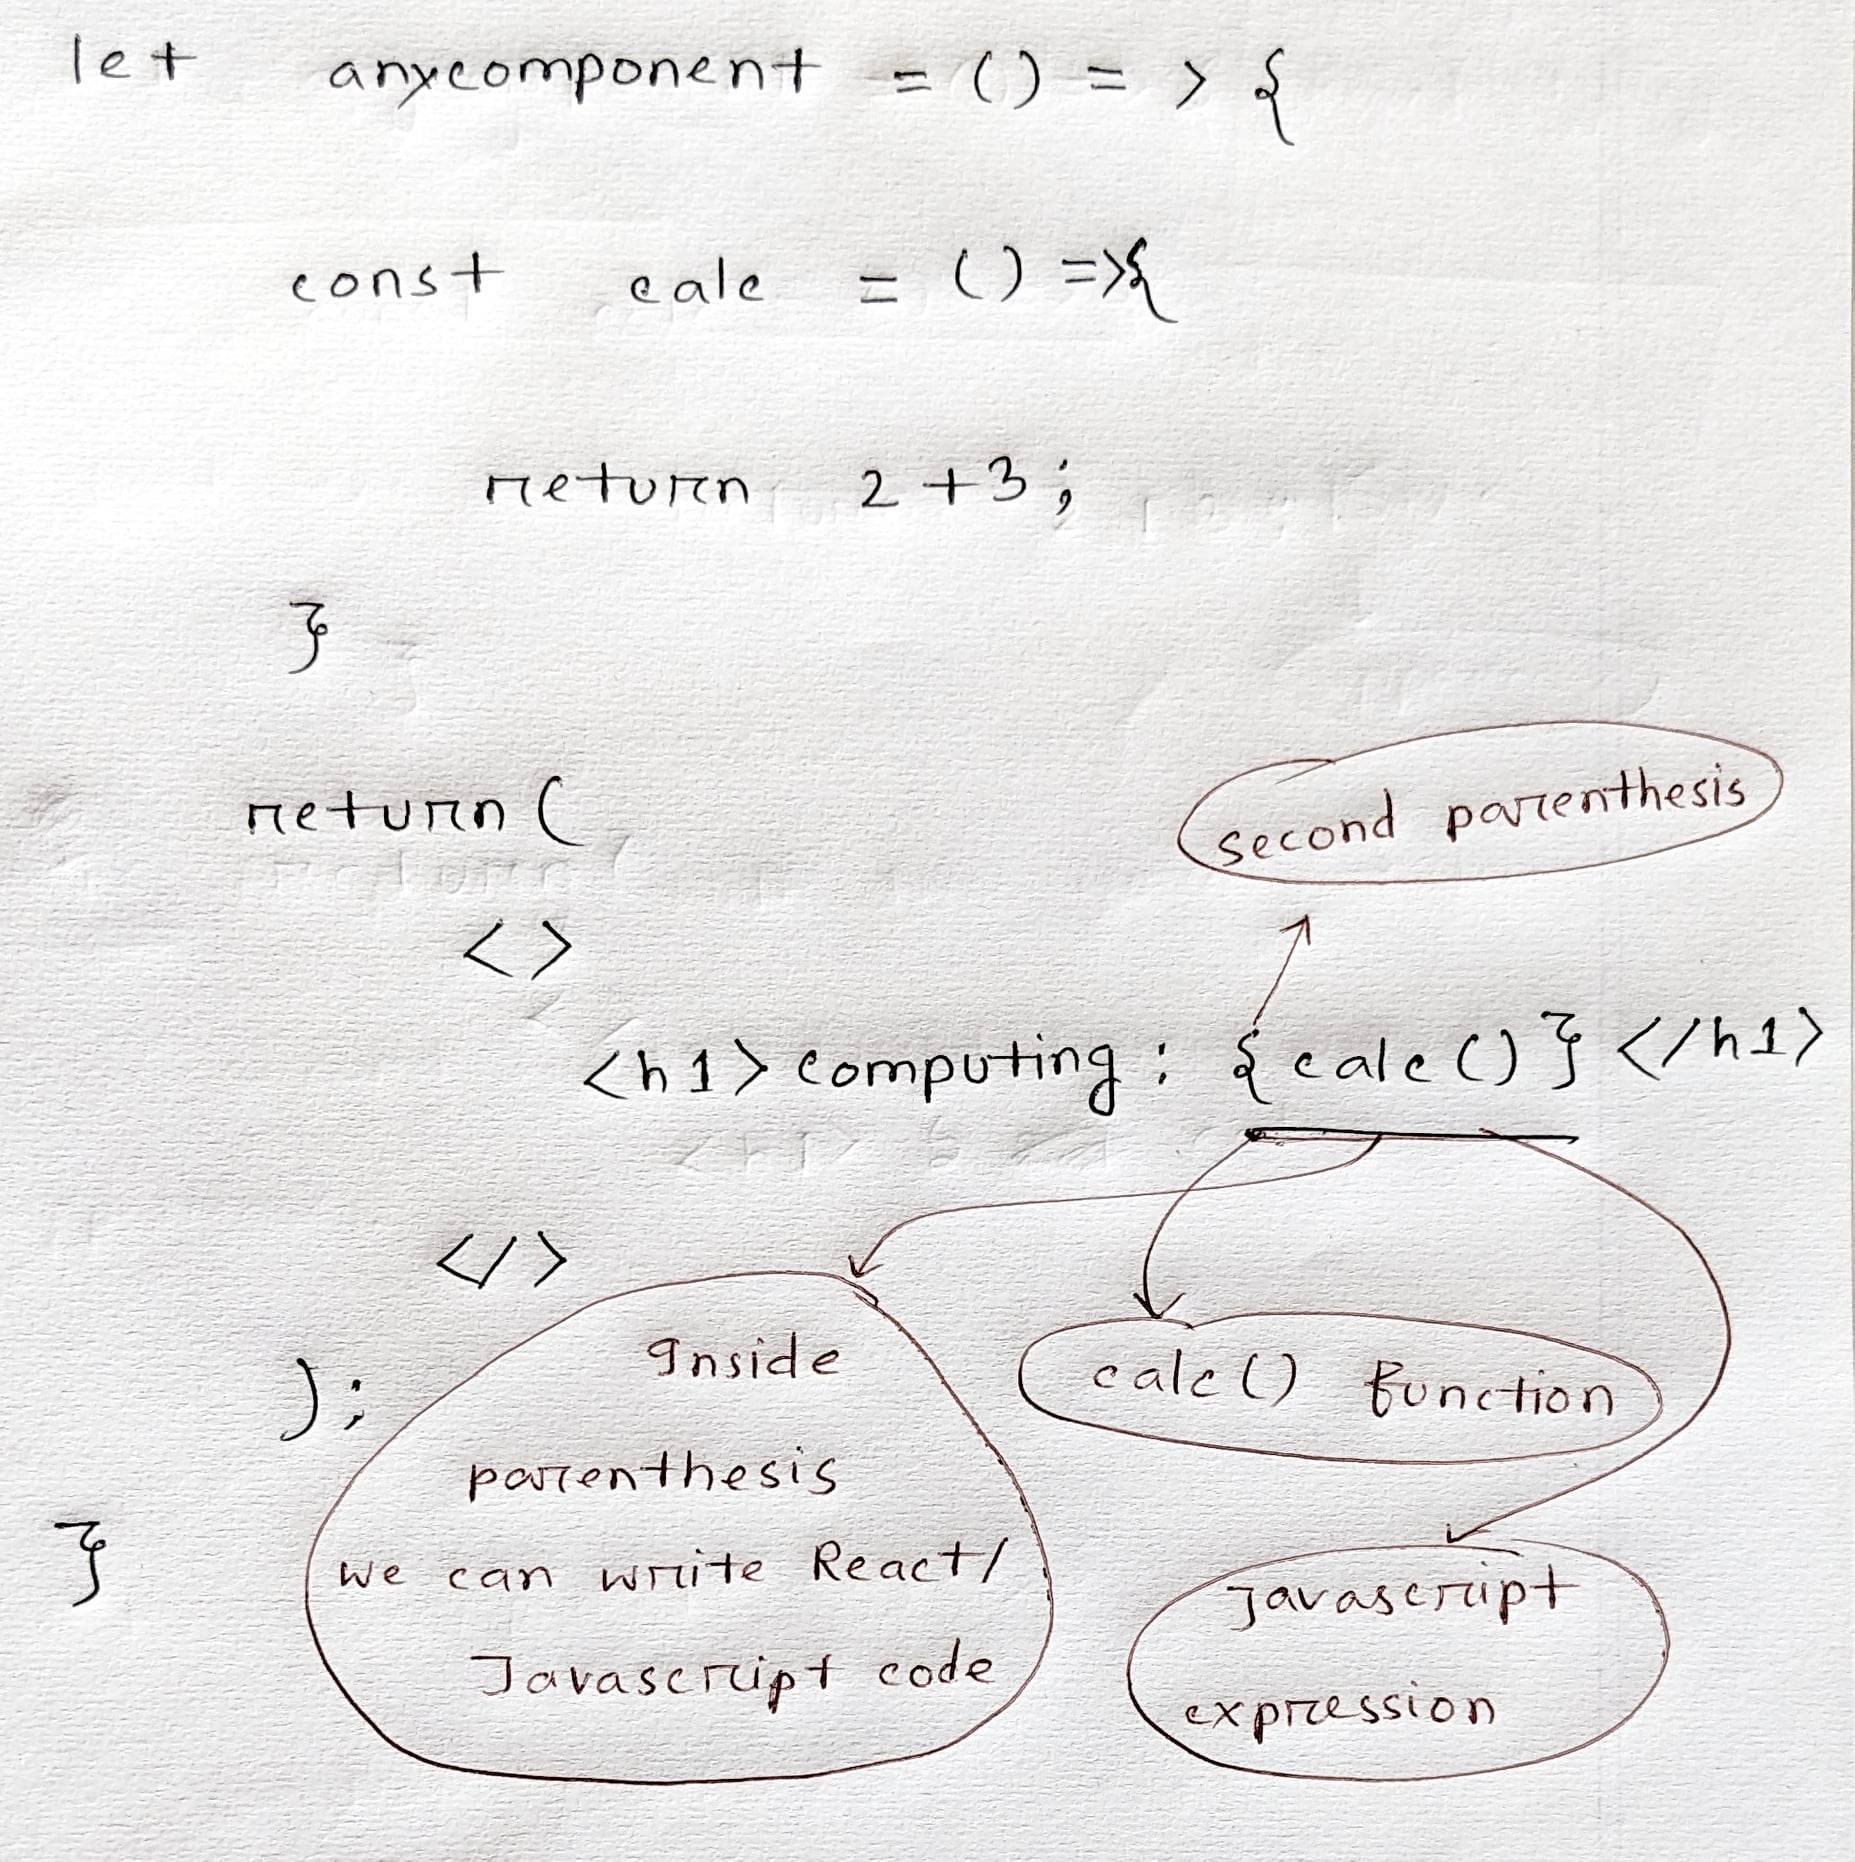 let anycomponent = () = > {
const calc = () =>{
return 2 +3 ;
}
return (
second parenthesis
<>
<h1> computing : {calc()} </h1>
</>
Inside
calc() function
);
parenthesis
}
we can write React/
Javascript
Javascript code
expression